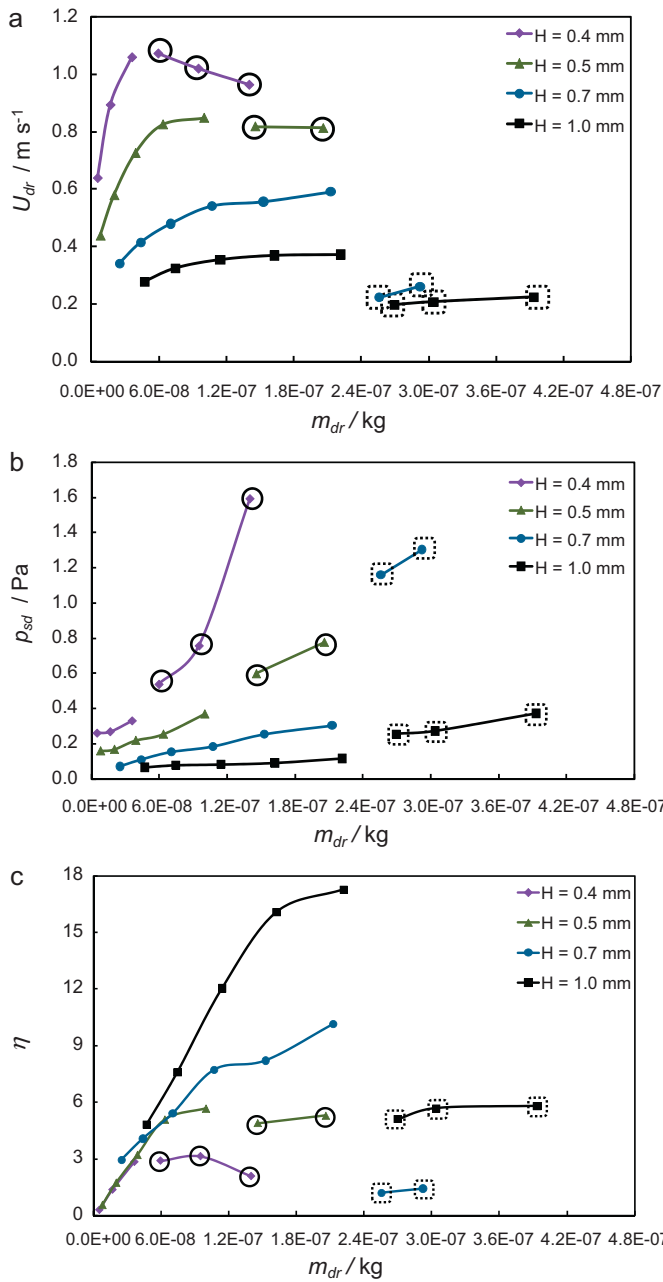 a
1.2
1.0
0.8
0.6
0.4
0.2
0.0
U_dr / m s⁻¹
H = 0.4 mm
H = 0.5 mm
H = 0.7 mm
H = 1.0 mm
0.0E+00 6.0E-08 1.2E-07 1.8E-07 2.4E-07 3.0E-07 3.6E-07 4.2E-07 4.8E-07
m_dr / kg
b
1.8
1.6
1.4
1.2
1.0
0.8
0.6
0.4
0.2
0.0
p_sd / Pa
H = 0.4 mm
H = 0.5 mm
H = 0.7 mm
H = 1.0 mm
0.0E+00 6.0E-08 1.2E-07 1.8E-07 2.4E-07 3.0E-07 3.6E-07 4.2E-07 4.8E-07
m_dr / kg
c
18
15
12
9
6
3
0
η
H = 0.4 mm
H = 0.5 mm
H = 0.7 mm
H = 1.0 mm
0.0E+00 6.0E-08 1.2E-07 1.8E-07 2.4E-07 3.0E-07 3.6E-07 4.2E-07 4.8E-07
m_dr / kg